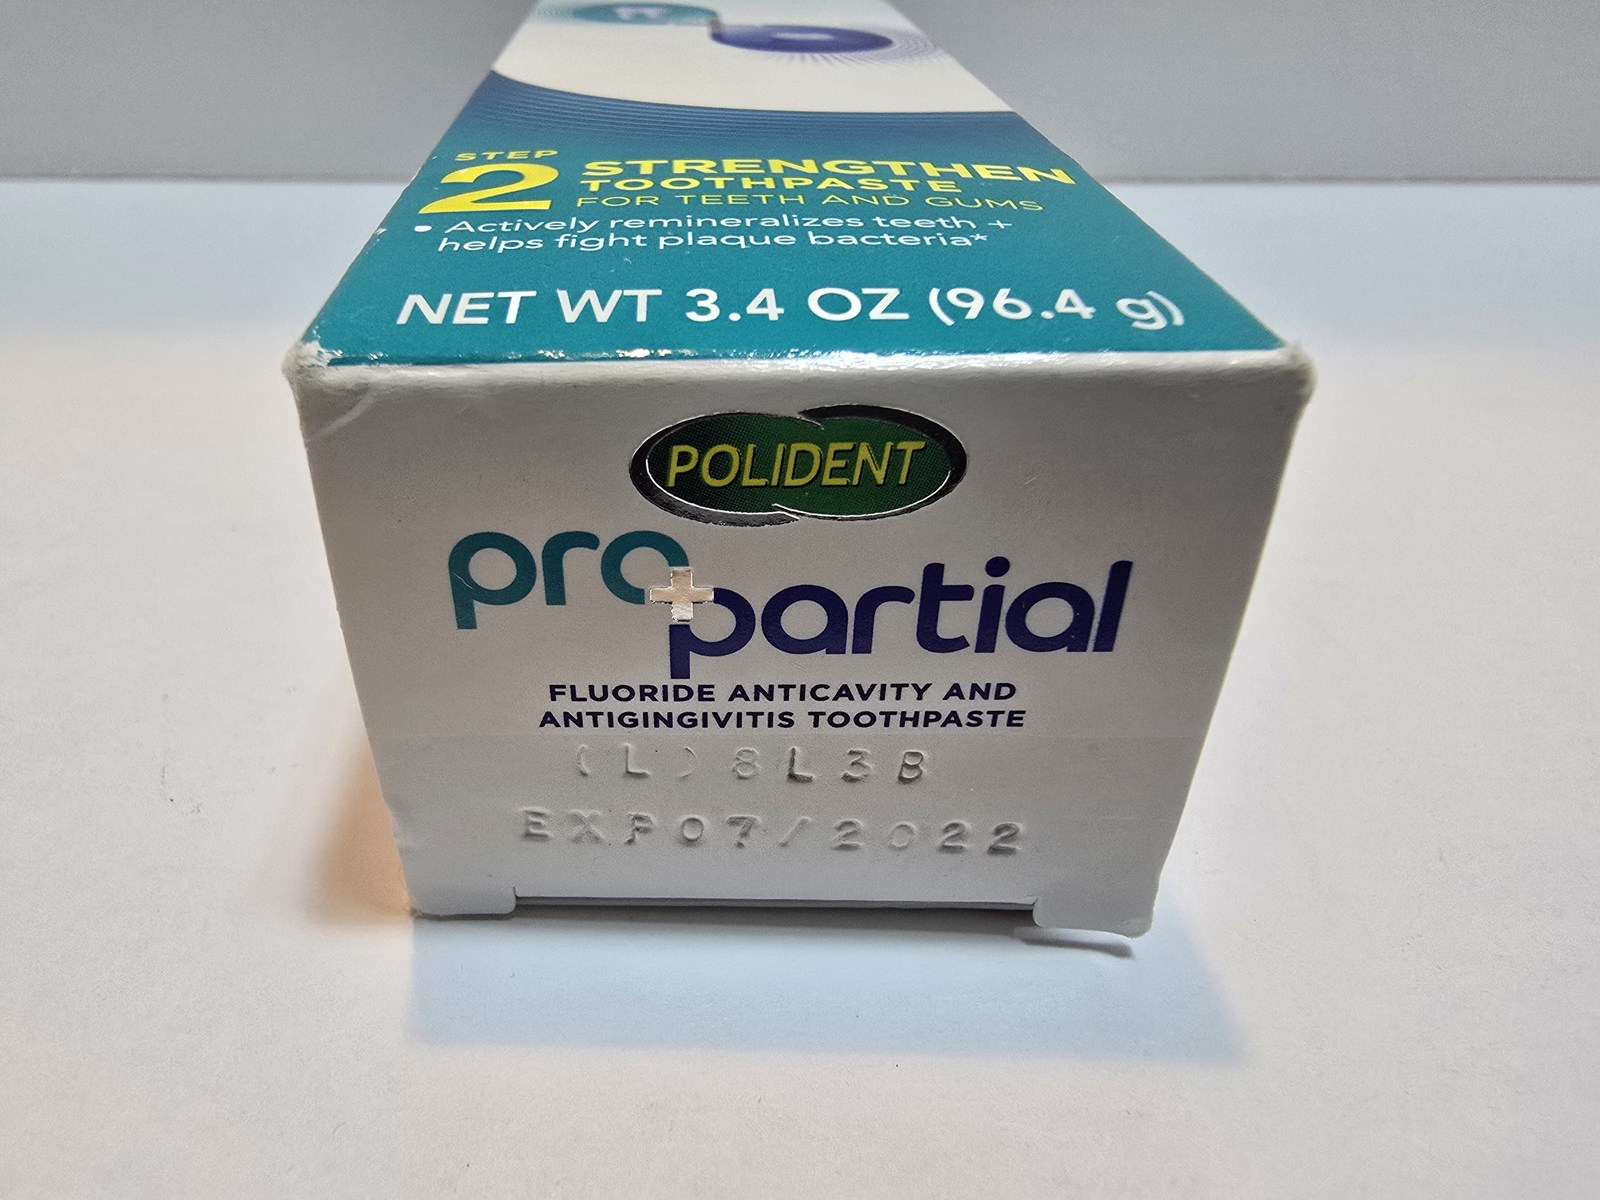 STEP
2
STRENGTHEN
TOOTHPASTE
FOR TEETH AND GUMS
• Actively remineralizes teeth +
helps fight plaque bacteria*
NET WT 3.4 OZ (96.4 g)
POLIDENT
pro
partial
FLUORIDE ANTICAVITY AND
ANTIGINGIVITIS TOOTHPASTE
(L) 8L3B
EXP07/2022